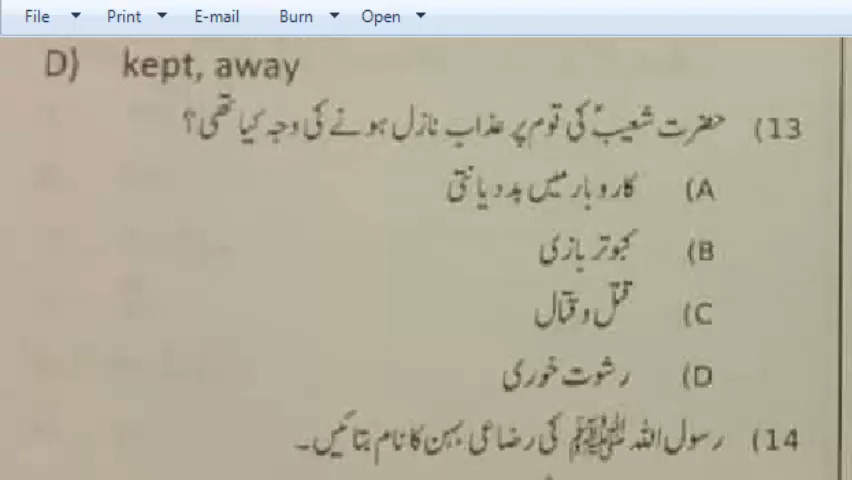 File Print E-mail Burn Open
D) kept, away
13) حضرت شعیبؑ کی قوم پر عذاب نازل ہونے کی وجہ کیا تھی؟
A) کاروبار میں بددیانتی
B) کبوتر بازی
C) قتل و قتال
D) رشوت خوری
14) رسول اللہ ﷺ کی رضاعی بہن کا نام بتائیں۔